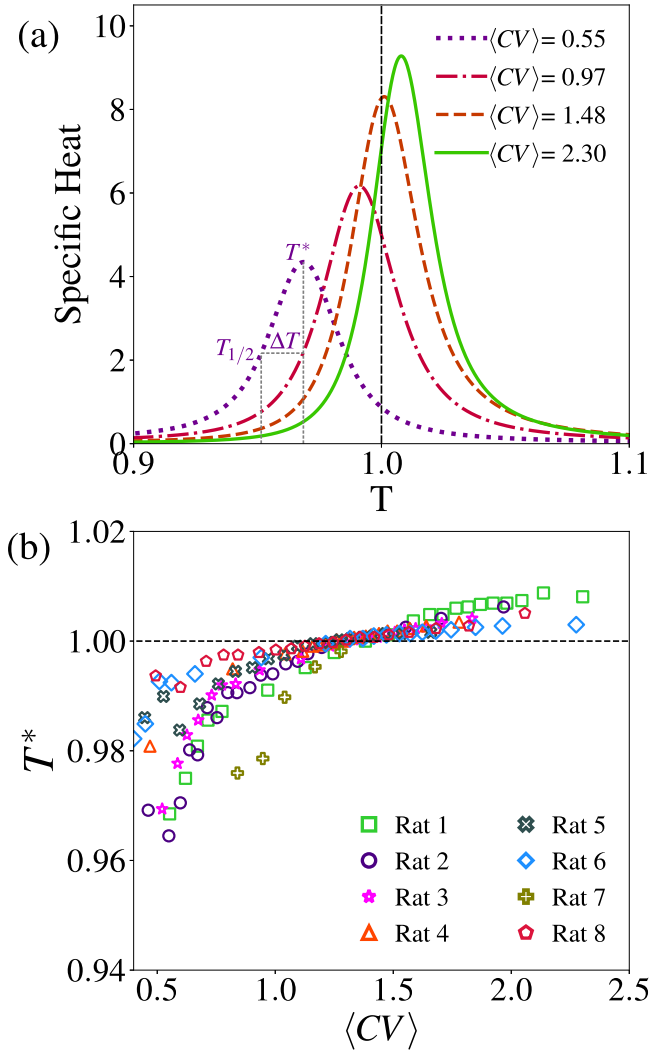 (a)
10
8
6
4
2
0
Specific Heat
⟨CV⟩= 0.55
⟨CV⟩= 0.97
⟨CV⟩= 1.48
⟨CV⟩= 2.30
T*
T1/2 ΔT
0.9 1.0 1.1
T
(b)
1.02
1.00
0.98
0.96
0.94
T*
Rat 1 Rat 5
Rat 2 Rat 6
Rat 3 Rat 7
Rat 4 Rat 8
0.5 1.0 1.5 2.0 2.5
⟨CV⟩